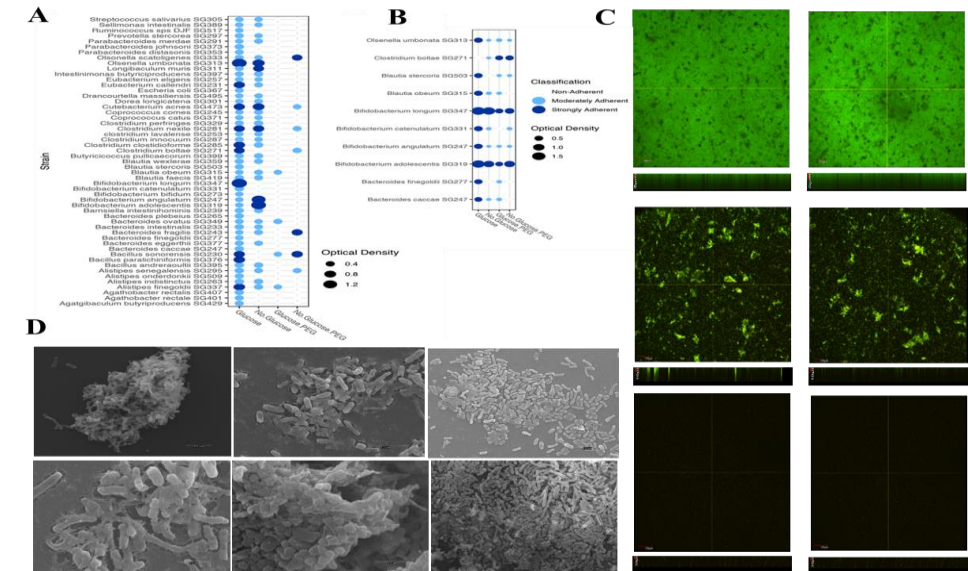 A
B
C
Streptococcus salivarius SG305
Sellimonas intestinalis SG389
Ruminococcus sps DJF SG517
Prevotella stercorea SG297
Parabacteroides merdae SG291
Parabacteroides johnsoni SG373
Parabacteroides distasonis SG353
Olsonella scatoligenes SG333
Olsenella umbonata SG313
Longibaculum muris SG311
Intestinimonas butyriciproducens SG397
Eubacterium eligens SG257
Eubacterium callendri SG231
Escheria coli SG367
Drancourtella massiliensis SG495
Dorea longicatena SG301
Cutebacterium acnes SG473
Coprococcus comes SG245
Coprococcus catus SG371
Clostridium perfringens SG329
Clostridium nexile SG281
clostridium lavalense SG253
Clostridium innocuum SG287
Clostridium clostidioforme SG285
Clostridium boltae SG271
Butyricicoccus pullicaecorum SG399
Blautia wexlerae SG359
Blautia stercoris SG503
Blautia obeum SG315
Blautia faecis SG419
Bifidobacterium longum SG347
Bifidobacterium catenulatum SG331
Bifidobacterium bifidum SG273
Bifidobacterium angulatum SG247
Bifidobacterium adolescentis SG319
Barnsiella intestinihominis SG239
Bacteroides plebeius SG265
Bacteroides ovatus SG349
Bacteroides intestinalis SG233
Bacteroides fragilis SG243
Bacteroides finegoldii SG277
Bacteroides eggerthii SG377
Bacteroides caccae SG247
Bacillus sonorensis SG230
Bacillus paralichiniformis SG376
Bacillus andreraoultii SG395
Alistipes senegalensis SG295
Alistipes onderdonkii SG509
Alistipes indistinctus SG263
Alistipes finegoldii SG337
Agathobacter rectalis SG407
Agathobacter rectale SG401
Agatgibaculum butyriproducens SG429
Strain
Glucose
No Glucose
Glucose PEG
No Glucose PEG
Optical Density
0.4
0.8
1.2
Olsenella umbonata SG313
Clostridium boltae SG271
Blautia stercoris SG503
Blautia obeum SG315
Bifidobacterium longum SG347
Bifidobacterium catenulatum SG331
Bifidobacterium angulatum SG247
Bifidobacterium adolescentis SG319
Bacteroides finegoldii SG277
Bacteroides caccae SG247
Glucose
No Glucose
Glucose PEG
No Glucose PEG
Classification
Non-Adherent
Moderately Adherent
Strongly Adherent
Optical Density
0.5
1.0
1.5
D